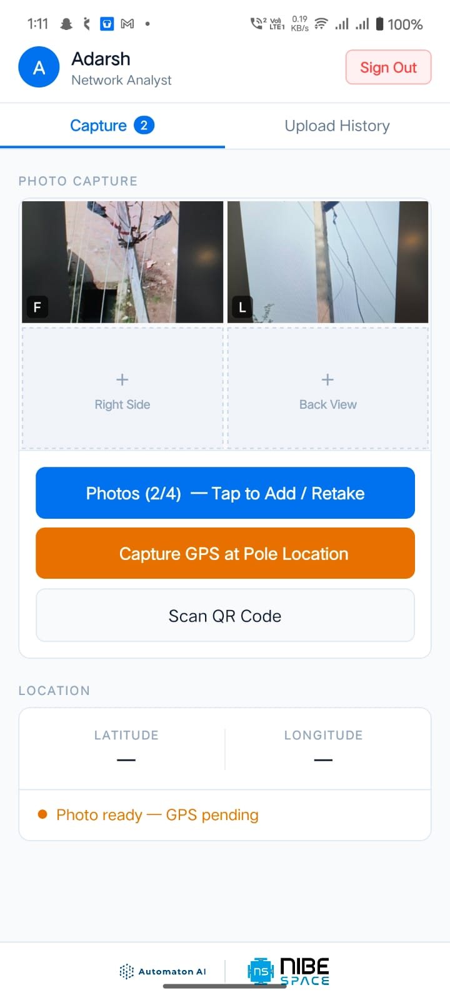 1:11
2 Vo)) LTE1 0.19 KB/s 100%
A
Adarsh
Network Analyst
Sign Out
Capture 2
Upload History
PHOTO CAPTURE
F
L
+
Right Side
+
Back View
Photos (2/4) — Tap to Add / Retake
Capture GPS at Pole Location
Scan QR Code
LOCATION
LATITUDE
—
LONGITUDE
—
Photo ready — GPS pending
Automaton AI
ns
NIBE
SPACE